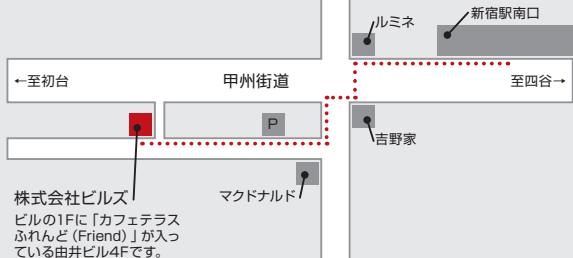 新宿駅南口
ルミネ
←至初台
甲州街道
至四谷→
P
吉野家
株式会社ビルズ
マクドナルド
ビルの1Fに「カフェテラス
ふれんど(Friend)」が入っ
ている由井ビル4Fです。